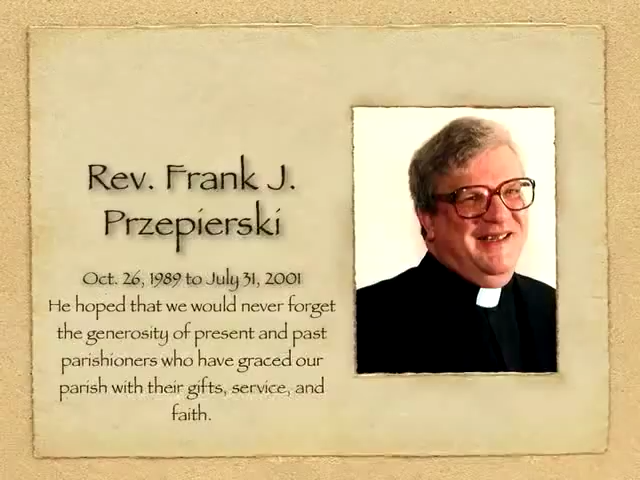 Rev. Frank J.
Przepierski
Oct. 26, 1989 to July 31, 2001
He hoped that we would never forget
the generosity of present and past
parishioners who have graced our
parish with their gifts, service, and
faith.